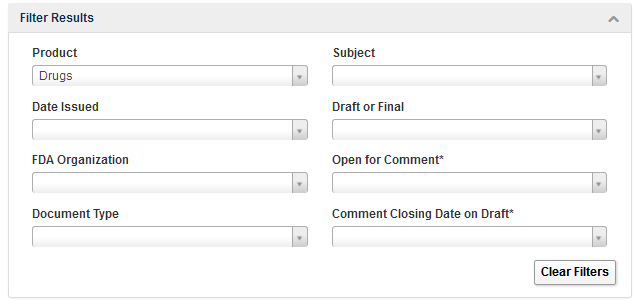 Filter Results
Product Subject
Drugs
Date Issued Draft or Final
FDA Organization Open for Comment*
Document Type Comment Closing Date on Draft*
Clear Filters